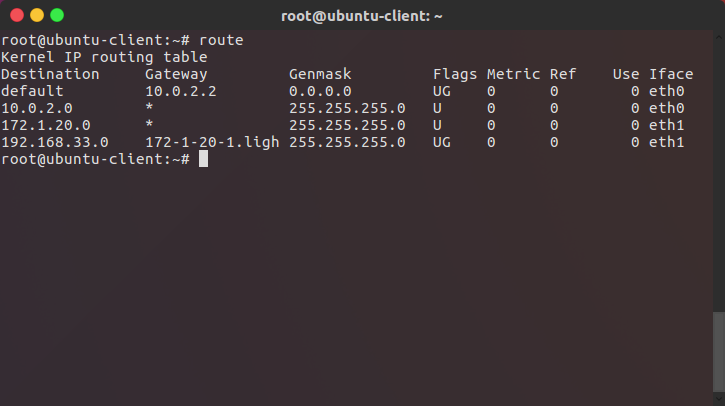 root@ubuntu-client: ~
root@ubuntu-client:~# route
Kernel IP routing table
Destination     Gateway         Genmask         Flags Metric Ref    Use Iface
default         10.0.2.2        0.0.0.0         UG    0      0        0 eth0
10.0.2.0        *               255.255.255.0   U     0      0        0 eth0
172.1.20.0      *               255.255.255.0   U     0      0        0 eth1
192.168.33.0    172-1-20-1.ligh 255.255.255.0   UG    0      0        0 eth1
root@ubuntu-client:~#